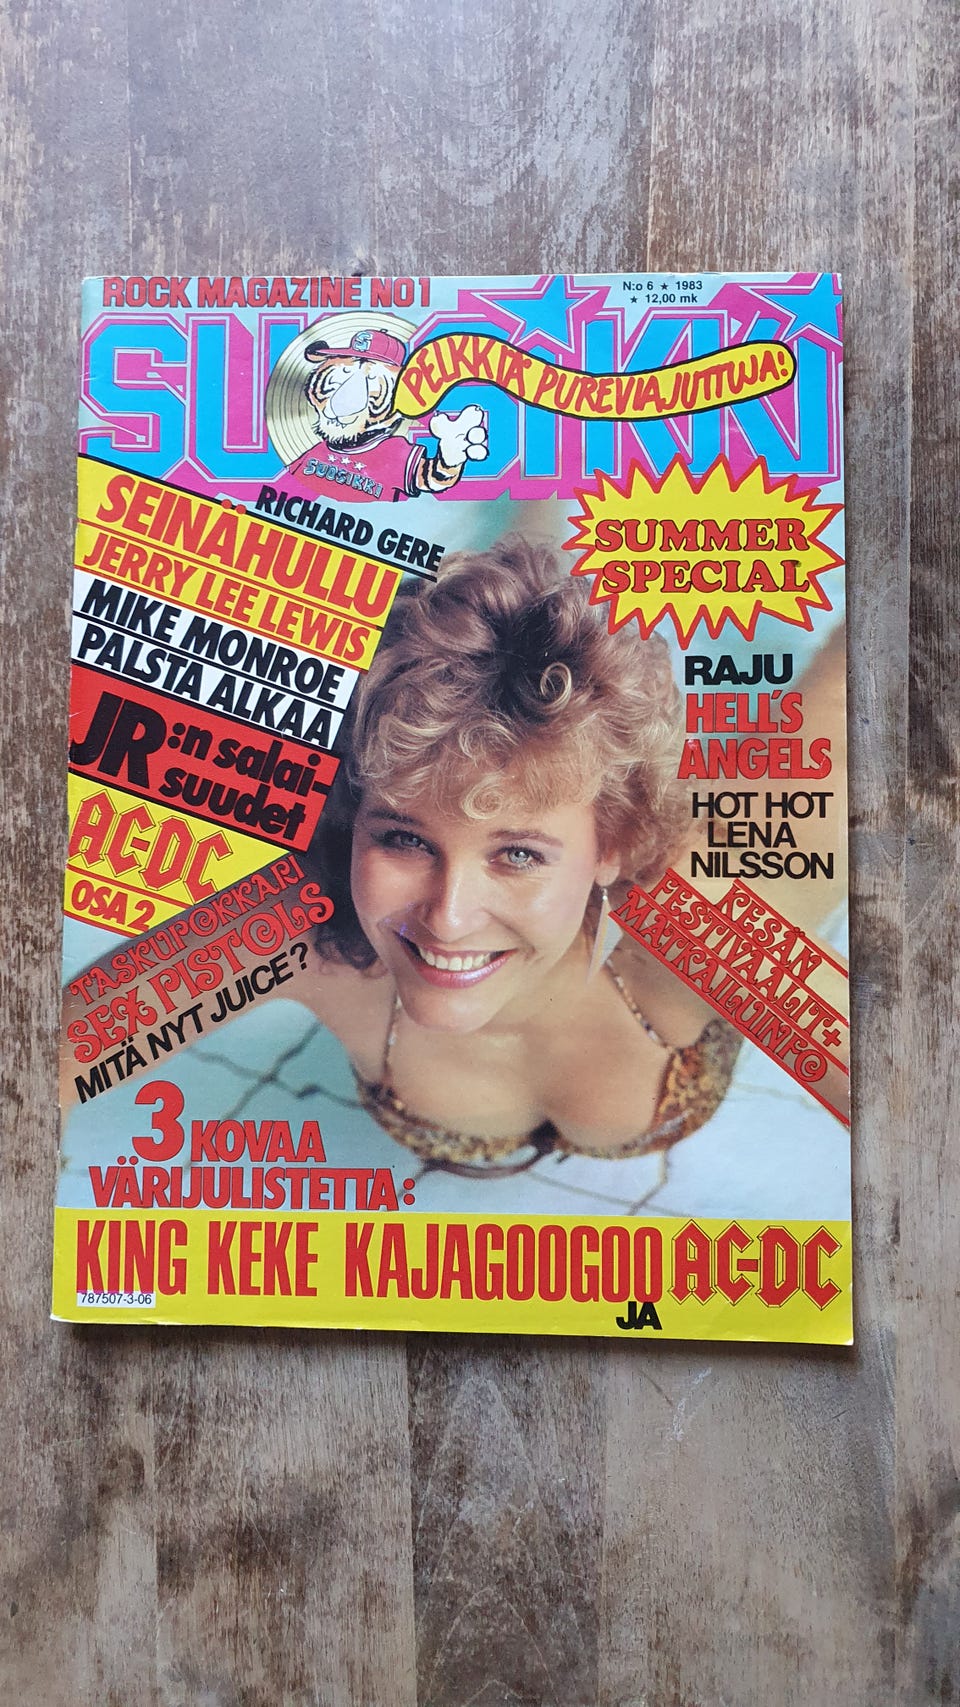 ROCK MAGAZINE NO 1
N:o 6 ★ 1983
★ 12,00 mk
SUOSIKKI
PELKKIÄ PUREVIA JUTTUJA!
SUOSIKKI
RICHARD GERE
SEINÄHULLU
JERRY LEE LEWIS
MIKE MONROE
PALSTA ALKAA
JR:n salai-
suudet
AC-DC
OSA 2
TASKUPOKKARI
SEX PISTOLS
MITÄ NYT JUICE?
SUMMER
SPECIAL
RAJU
HELL'S
ANGELS
HOT HOT
LENA
NILSSON
KESÄN
FESTIVAALIT+
MATKAILUINFO
3 KOVAA
VÄRIJULISTETTA:
KING KEKE KAJAGOOGOO
JA
AC-DC
787507-3-06